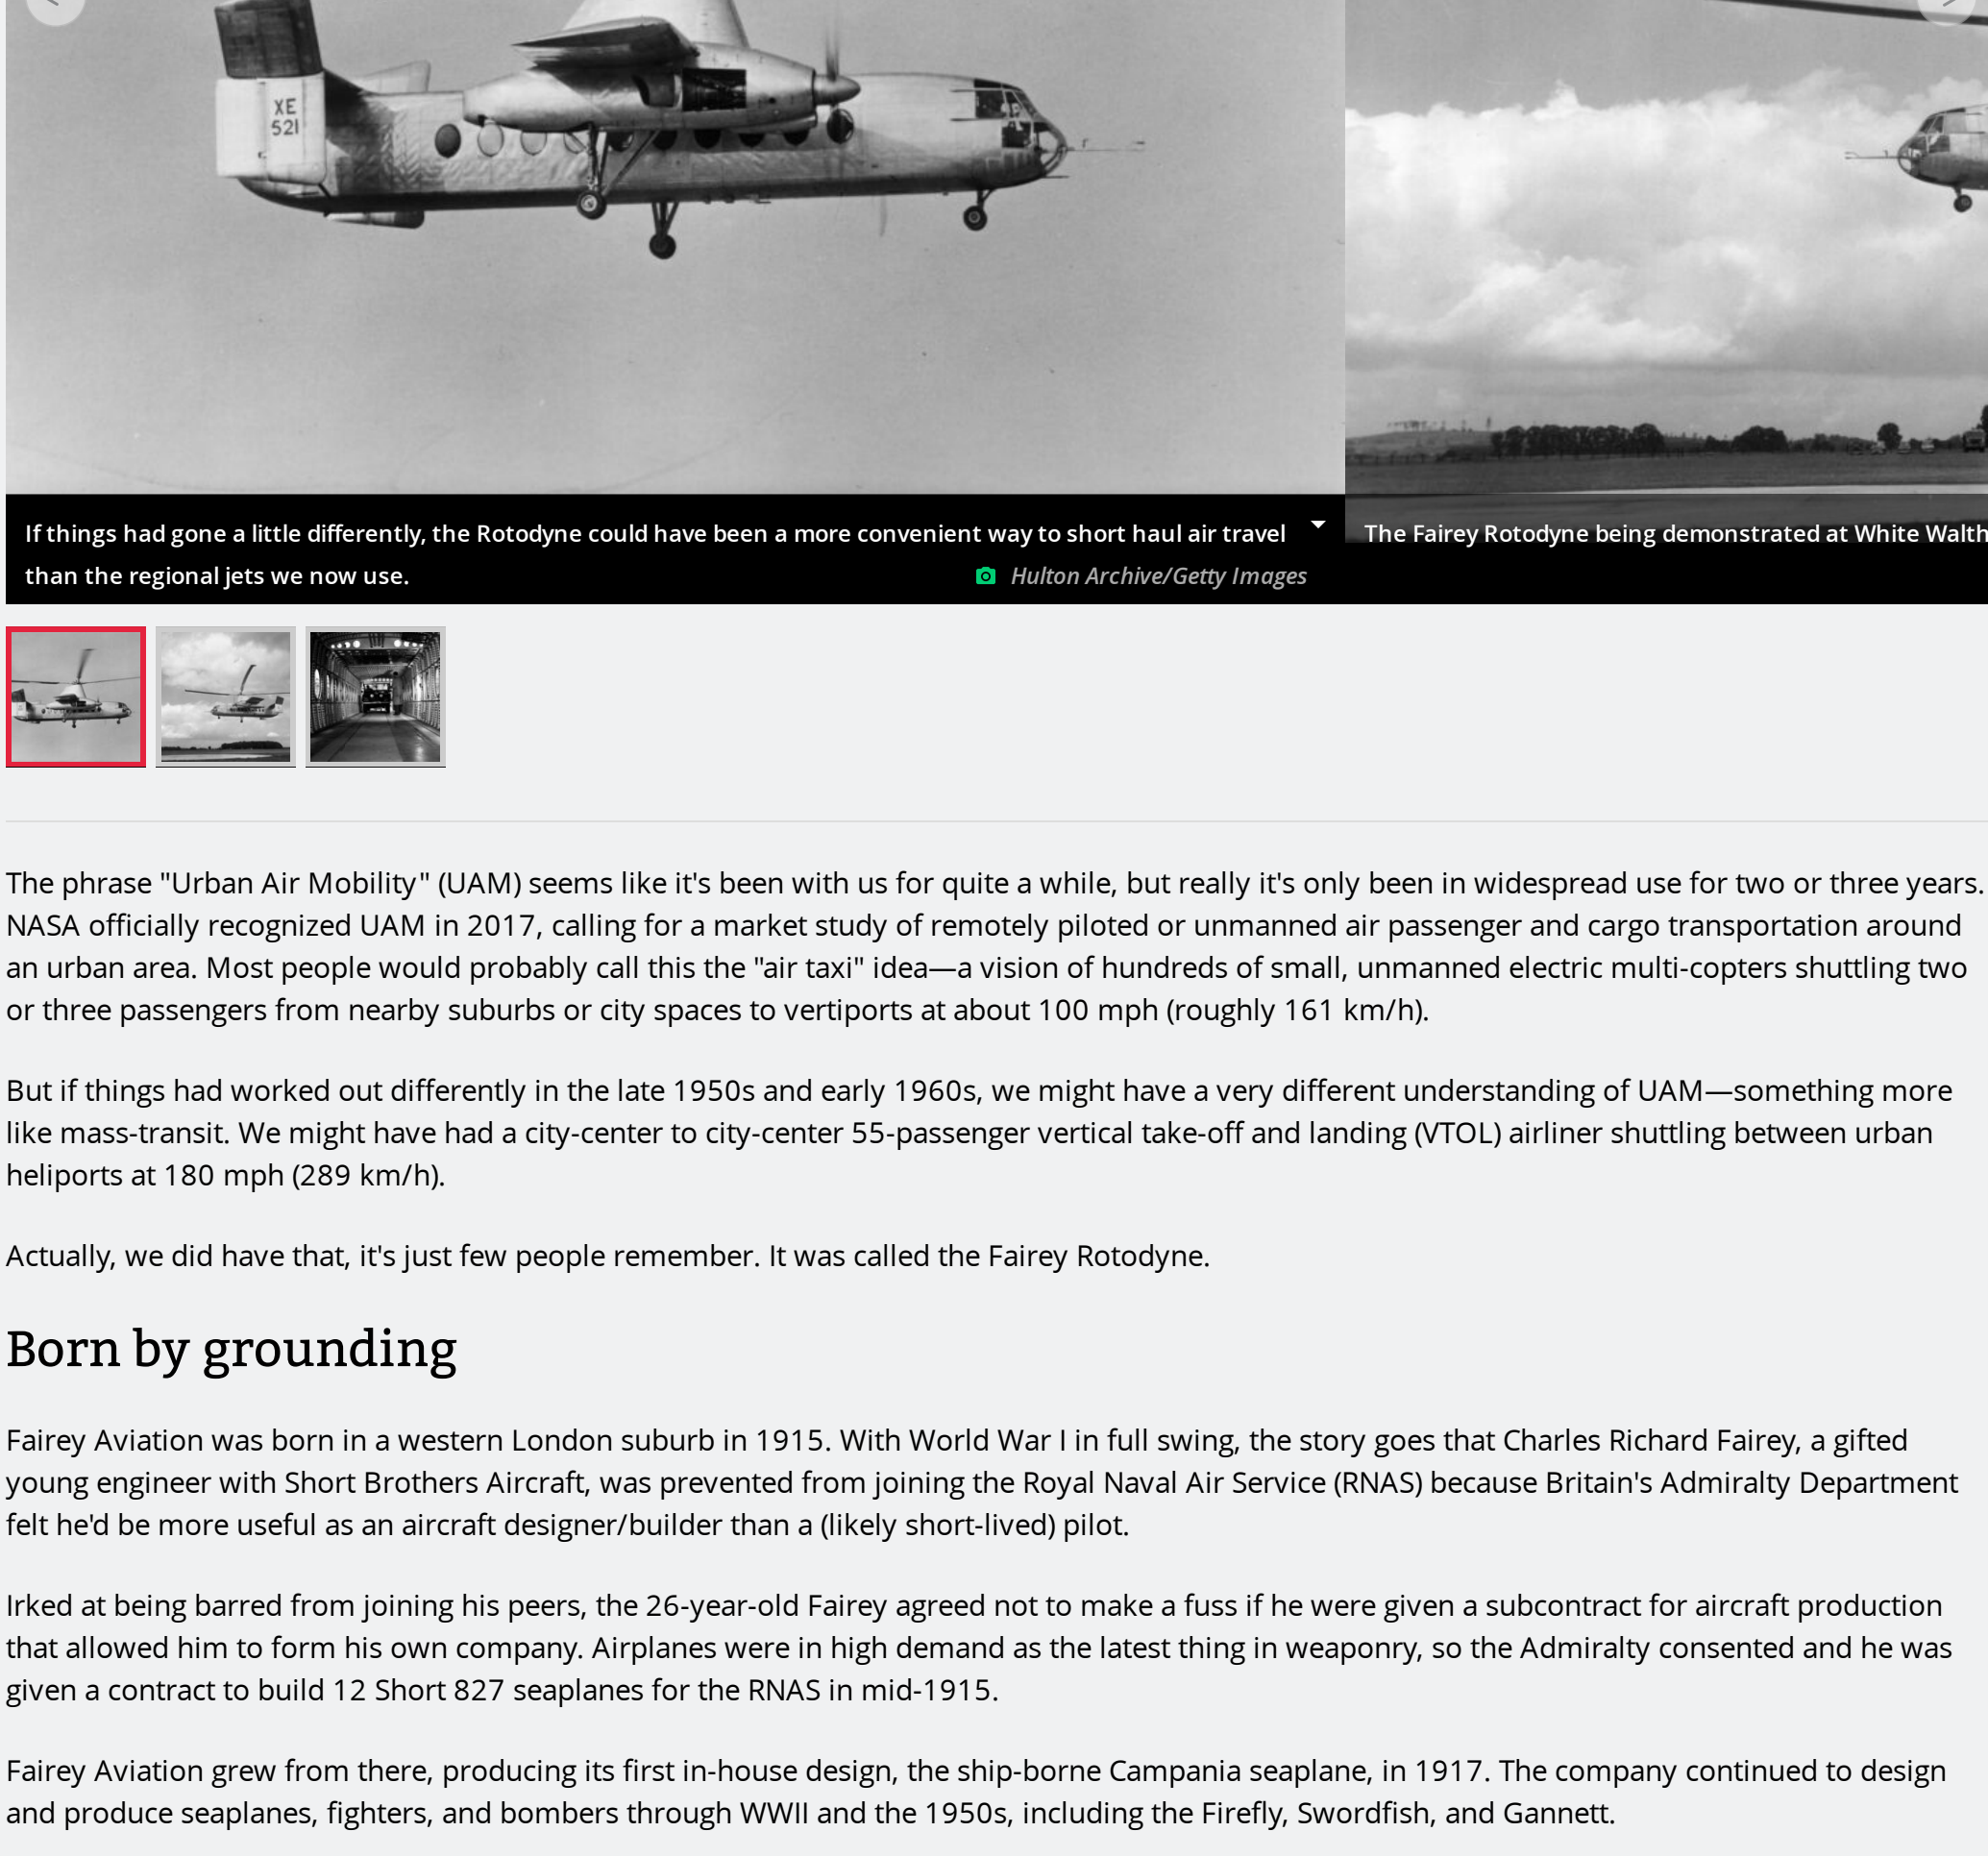 XE
521
If things had gone a little differently, the Rotodyne could have been a more convenient way to short haul air travel
than the regional jets we now use.
Hulton Archive/Getty Images
The Fairey Rotodyne being demonstrated at White Walth
The phrase "Urban Air Mobility" (UAM) seems like it's been with us for quite a while, but really it's only been in widespread use for two or three years.
NASA officially recognized UAM in 2017, calling for a market study of remotely piloted or unmanned air passenger and cargo transportation around
an urban area. Most people would probably call this the "air taxi" idea—a vision of hundreds of small, unmanned electric multi-copters shuttling two
or three passengers from nearby suburbs or city spaces to vertiports at about 100 mph (roughly 161 km/h).
But if things had worked out differently in the late 1950s and early 1960s, we might have a very different understanding of UAM—something more
like mass-transit. We might have had a city-center to city-center 55-passenger vertical take-off and landing (VTOL) airliner shuttling between urban
heliports at 180 mph (289 km/h).
Actually, we did have that, it's just few people remember. It was called the Fairey Rotodyne.
Born by grounding
Fairey Aviation was born in a western London suburb in 1915. With World War I in full swing, the story goes that Charles Richard Fairey, a gifted
young engineer with Short Brothers Aircraft, was prevented from joining the Royal Naval Air Service (RNAS) because Britain's Admiralty Department
felt he'd be more useful as an aircraft designer/builder than a (likely short-lived) pilot.
Irked at being barred from joining his peers, the 26-year-old Fairey agreed not to make a fuss if he were given a subcontract for aircraft production
that allowed him to form his own company. Airplanes were in high demand as the latest thing in weaponry, so the Admiralty consented and he was
given a contract to build 12 Short 827 seaplanes for the RNAS in mid-1915.
Fairey Aviation grew from there, producing its first in-house design, the ship-borne Campania seaplane, in 1917. The company continued to design
and produce seaplanes, fighters, and bombers through WWII and the 1950s, including the Firefly, Swordfish, and Gannett.